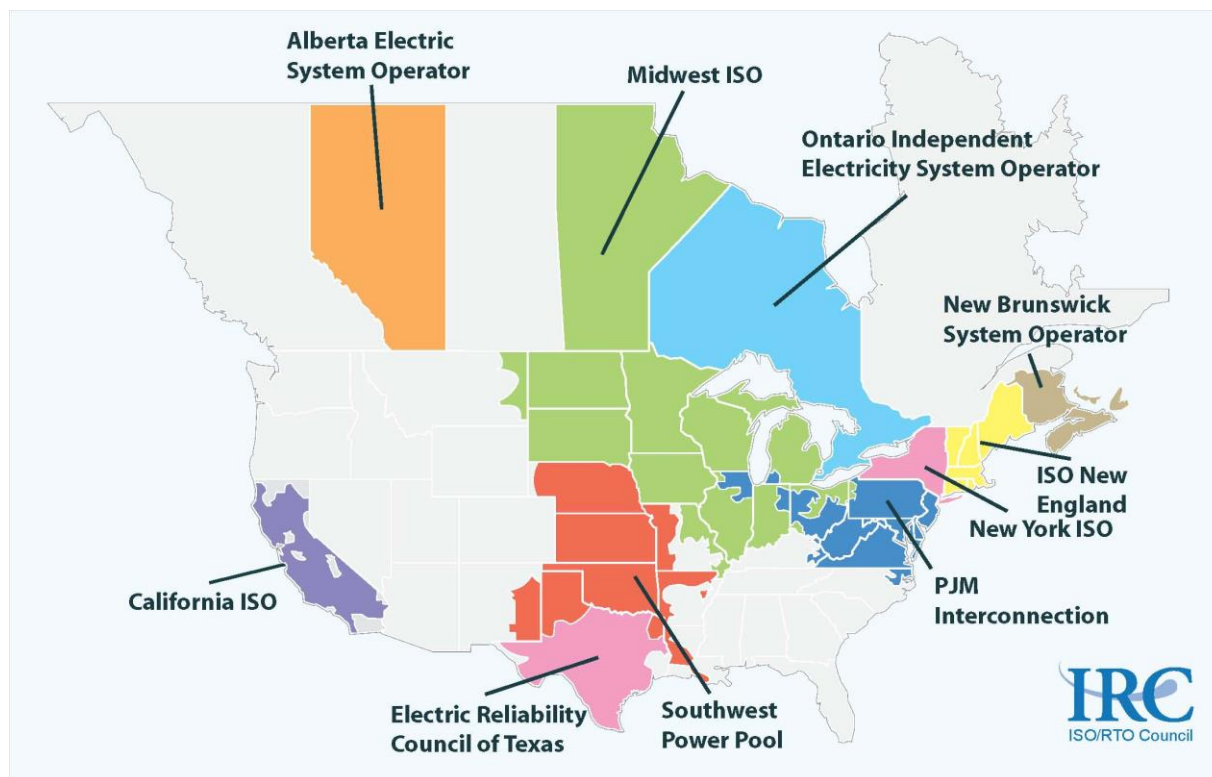 Alberta Electric
System Operator
Midwest ISO
Ontario Independent
Electricity System Operator
New Brunswick
System Operator
ISO New
England
New York ISO
PJM
Interconnection
California ISO
Electric Reliability
Council of Texas
Southwest
Power Pool
IRC
ISO/RTO Council